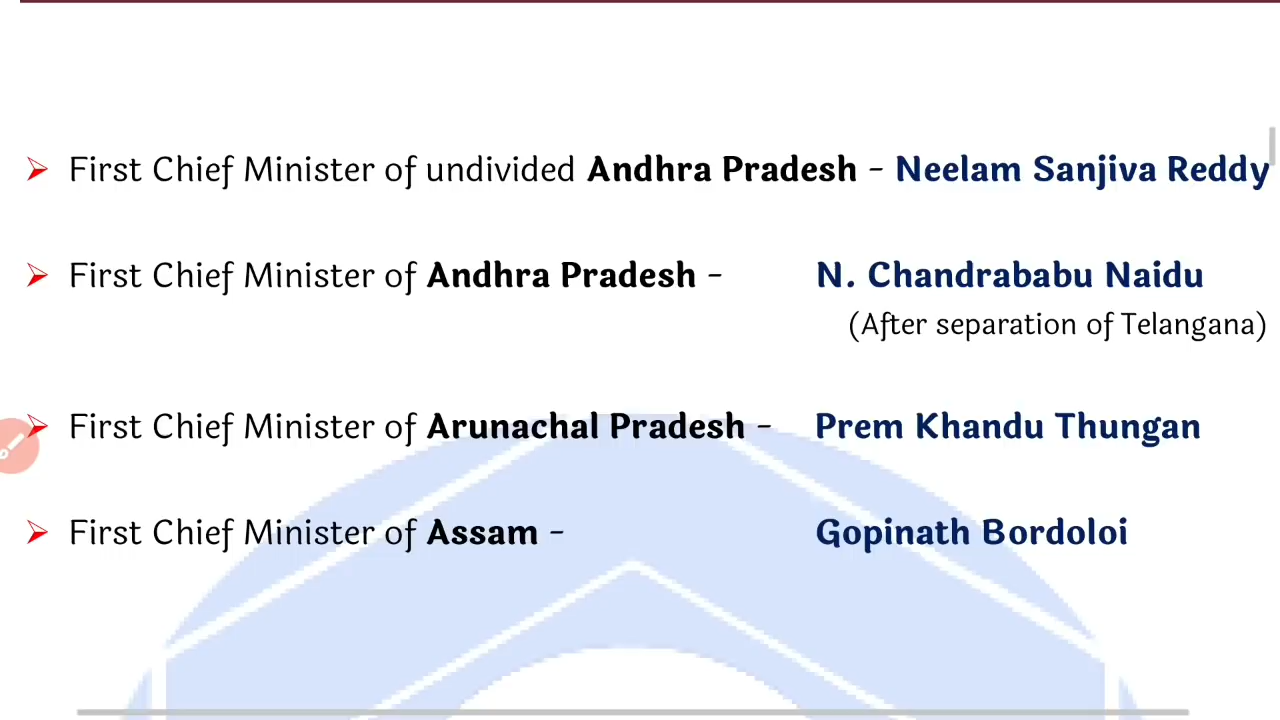 First Chief Minister of undivided Andhra Pradesh - Neelam Sanjiva Reddy
First Chief Minister of Andhra Pradesh - N. Chandrababu Naidu
(After separation of Telangana)
First Chief Minister of Arunachal Pradesh - Prem Khandu Thungan
First Chief Minister of Assam - Gopinath Bordoloi